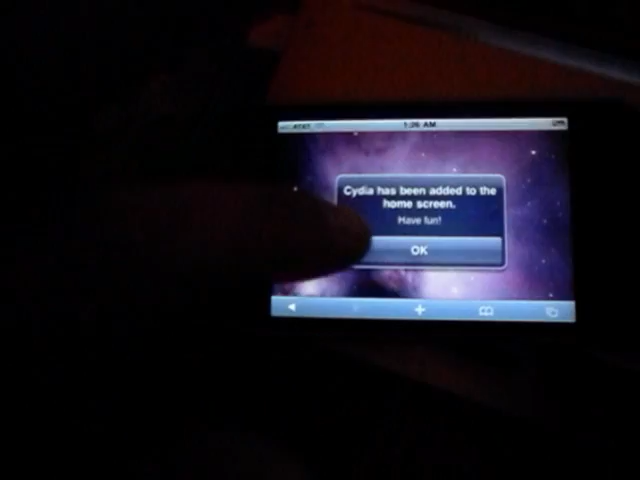 AT&T 1:26 AM
Cydia has been added to the
home screen.
Have fun!
OK